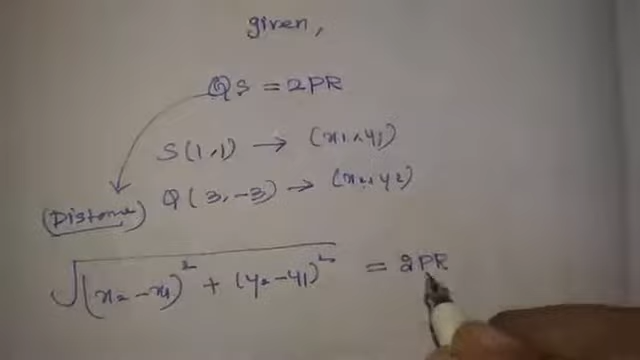 given,
QS = 2PR
S(1,1) → (x1,y1)
(Distance) Q(3,-3) → (x2,y2)
√(x2-x1)² + (y2-y1)² = 2PR